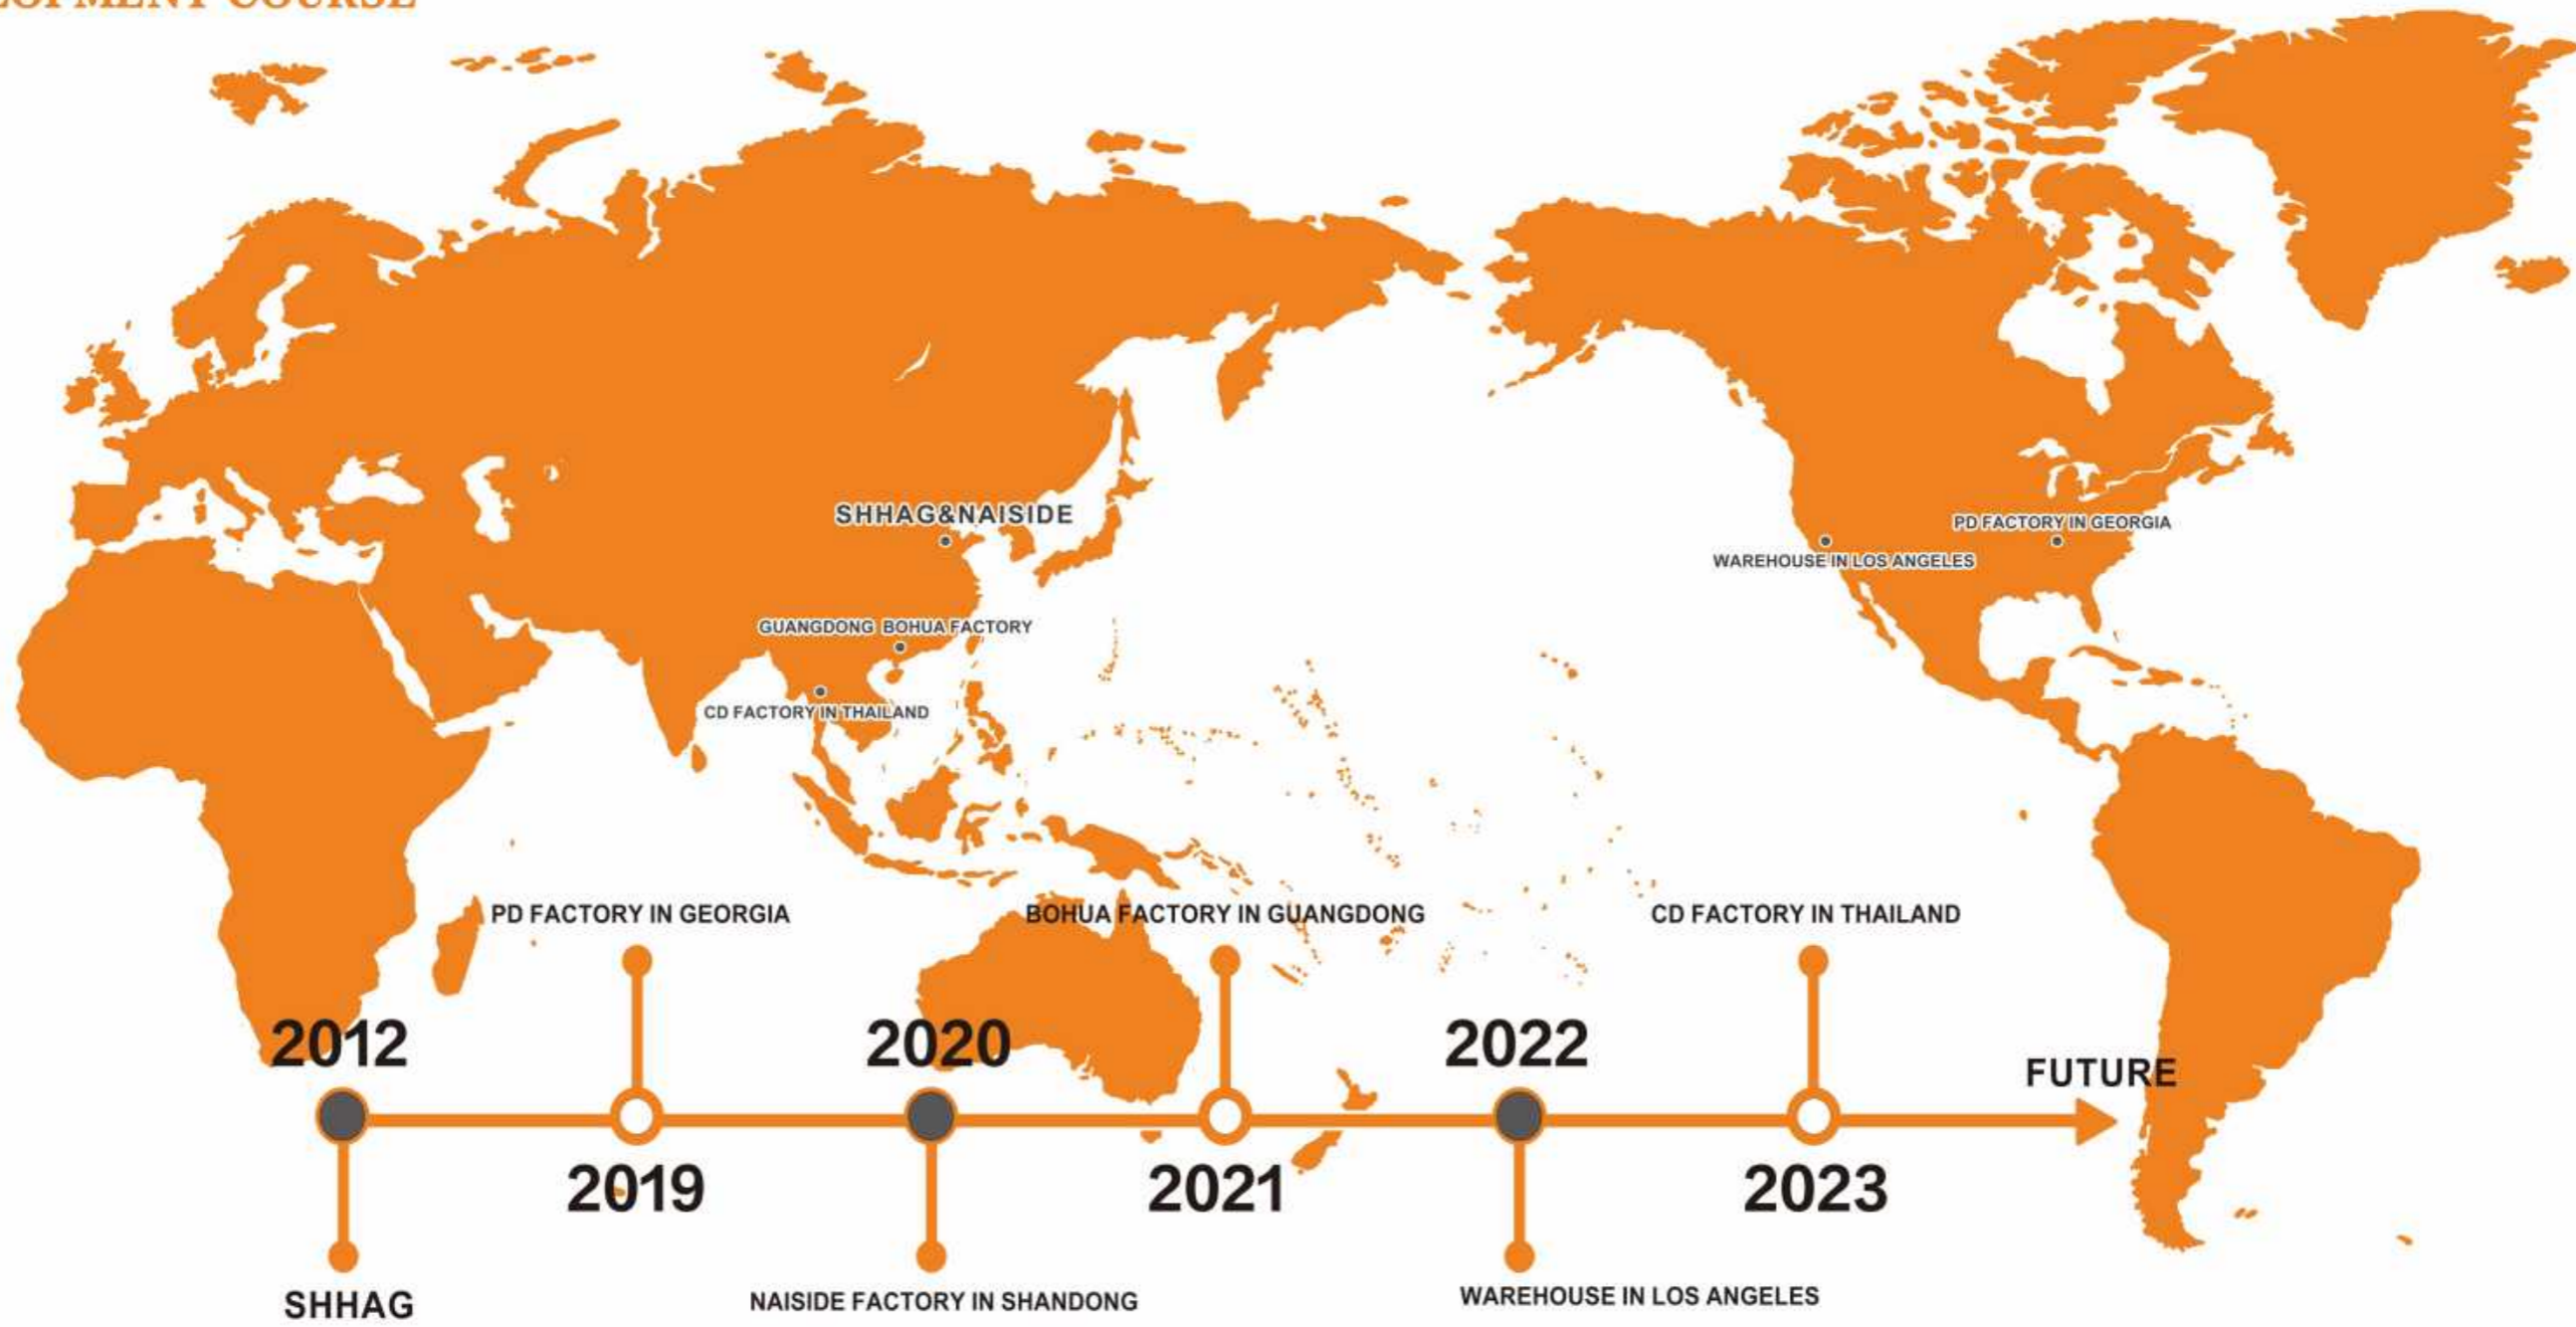 COURSE
SHHAG&NAISIDE
PD FACTORY IN GEORGIA
WAREHOUSE IN LOS ANGELES
GUANGDONG BOHUA FACTORY
CD FACTORY IN THAILAND
PD FACTORY IN GEORGIA
BOHUA FACTORY IN GUANGDONG
CD FACTORY IN THAILAND
2012
2020
2022
FUTURE
2019
2021
2023
SHHAG
NAISIDE FACTORY IN SHANDONG
WAREHOUSE IN LOS ANGELES